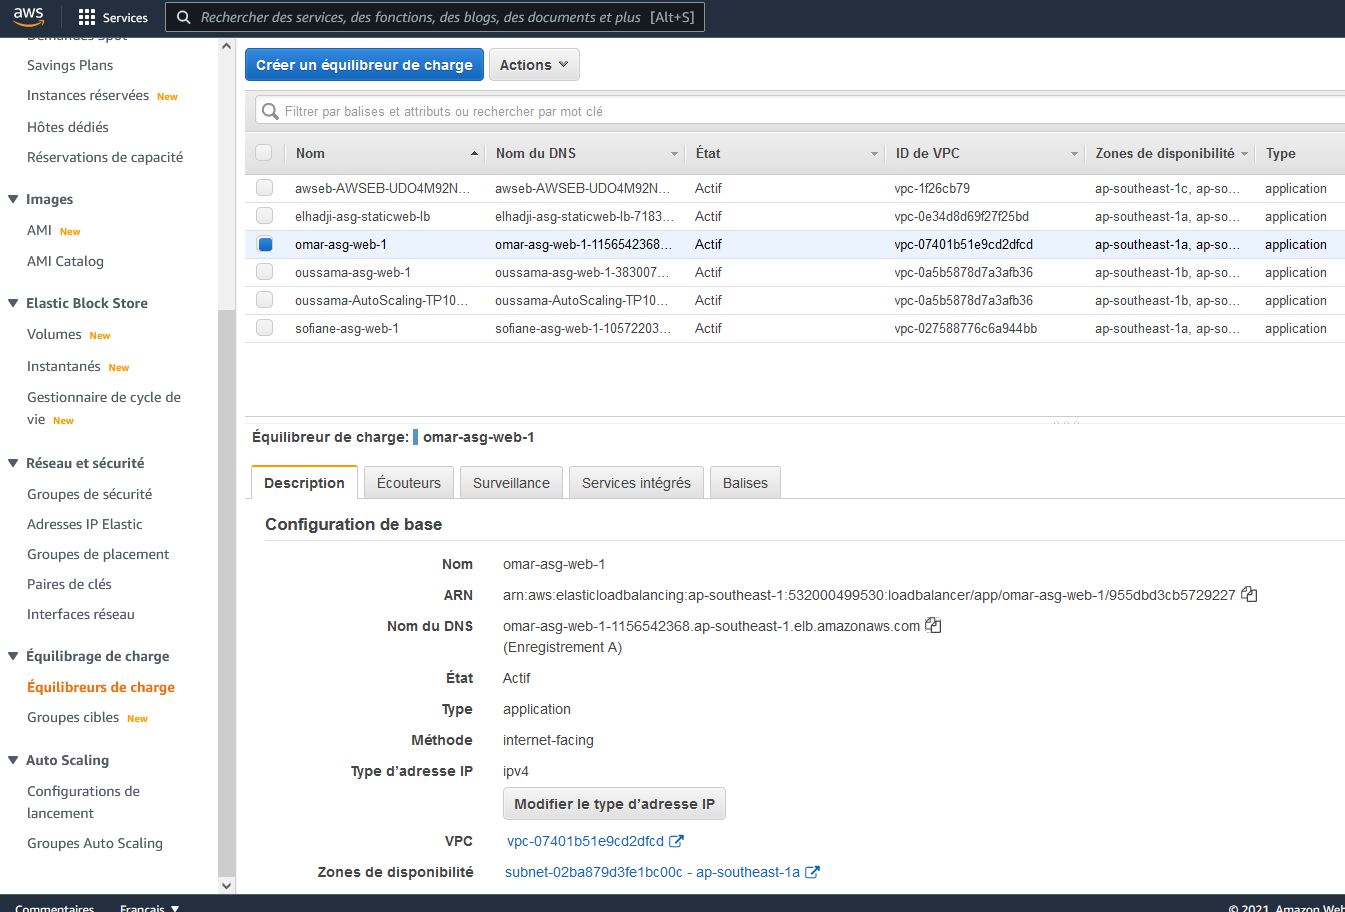 aws
Services
Rechercher des services, des fonctions, des blogs, des documents et plus [Alt+S]
Demandes Spot
Savings Plans
Instances réservées New
Hôtes dédiés
Réservations de capacité
Images
AMI New
AMI Catalog
Elastic Block Store
Volumes New
Instantanés New
Gestionnaire de cycle de
vie New
Réseau et sécurité
Groupes de sécurité
Adresses IP Elastic
Groupes de placement
Paires de clés
Interfaces réseau
Équilibrage de charge
Équilibreurs de charge
Groupes cibles New
Auto Scaling
Configurations de
lancement
Groupes Auto Scaling
Créer un équilibreur de charge
Actions
Filtrer par balises et attributs ou rechercher par mot clé
Nom Nom du DNS État ID de VPC Zones de disponibilité Type
awseb-AWSEB-UDO4M92N... awseb-AWSEB-UDO4M92N... Actif vpc-1f26cb79 ap-southeast-1c, ap-so... application
elhadji-asg-staticweb-lb elhadji-asg-staticweb-lb-7183... Actif vpc-0e34d8d69f27f25bd ap-southeast-1a, ap-so... application
omar-asg-web-1 omar-asg-web-1-1156542368... Actif vpc-07401b51e9cd2dfcd ap-southeast-1a, ap-so... application
oussama-asg-web-1 oussama-asg-web-1-383007... Actif vpc-0a5b5878d7a3afb36 ap-southeast-1b, ap-so... application
oussama-AutoScaling-TP10... oussama-AutoScaling-TP10... Actif vpc-0a5b5878d7a3afb36 ap-southeast-1b, ap-so... application
sofiane-asg-web-1 sofiane-asg-web-1-10572203... Actif vpc-027588776c6a944bb ap-southeast-1a, ap-so... application
Équilibreur de charge: omar-asg-web-1
Description Écouteurs Surveillance Services intégrés Balises
Configuration de base
Nom omar-asg-web-1
ARN arn:aws:elasticloadbalancing:ap-southeast-1:532000499530:loadbalancer/app/omar-asg-web-1/955dbd3cb5729227
Nom du DNS omar-asg-web-1-1156542368.ap-southeast-1.elb.amazonaws.com
(Enregistrement A)
État Actif
Type application
Méthode internet-facing
Type d’adresse IP ipv4
Modifier le type d’adresse IP
VPC vpc-07401b51e9cd2dfcd
Zones de disponibilité subnet-02ba879d3fe1bc00c - ap-southeast-1a
Commentaires Français © 2021, Amazon Web